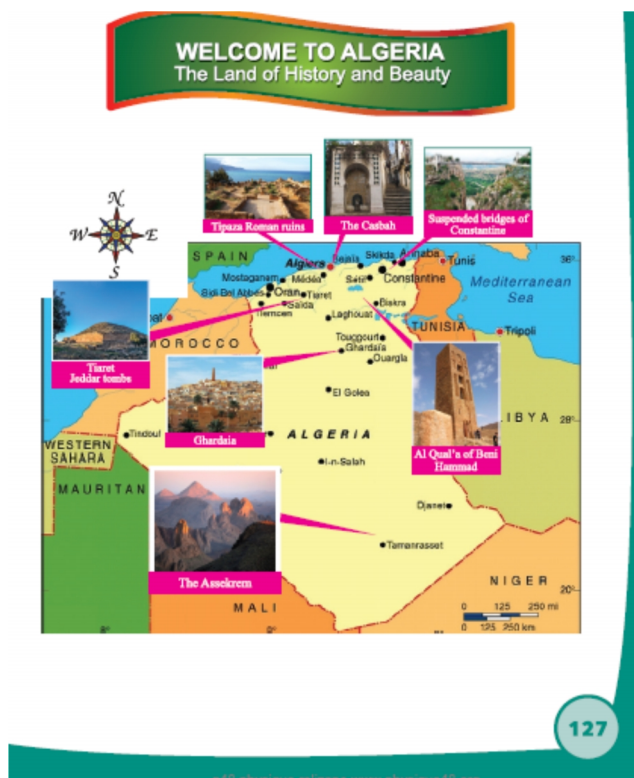 WELCOME TO ALGERIA
The Land of History and Beauty
N
W
E
S
Tipaza Roman ruins
The Casbah
Suspended bridges of
Constantine
SPAIN
Algiers
Bejaia
Skikda
Annaba
Tunis
36°
Mostaganem
Médéa
Sétif
Constantine
Mediterranean
Sea
Sidi Bel Abbes
Oran
Tiaret
Saida
Biskra
Tlemcen
Laghouat
TUNISIA
Tripoli
MOROCCO
Touggourt
Ghardaïa
Ouargla
Tiaret
Jeddar tombs
El Golea
Ghardaia
ALGERIA
IBYA
28°
Tindouf
WESTERN
SAHARA
Al Qual'a of Beni
Hammad
I-n-Salah
MAURITAN
Djanet
Tamanrasset
The Assekrem
NIGER
MALI
20°
0 125 250 mi
0 125 250 km
127